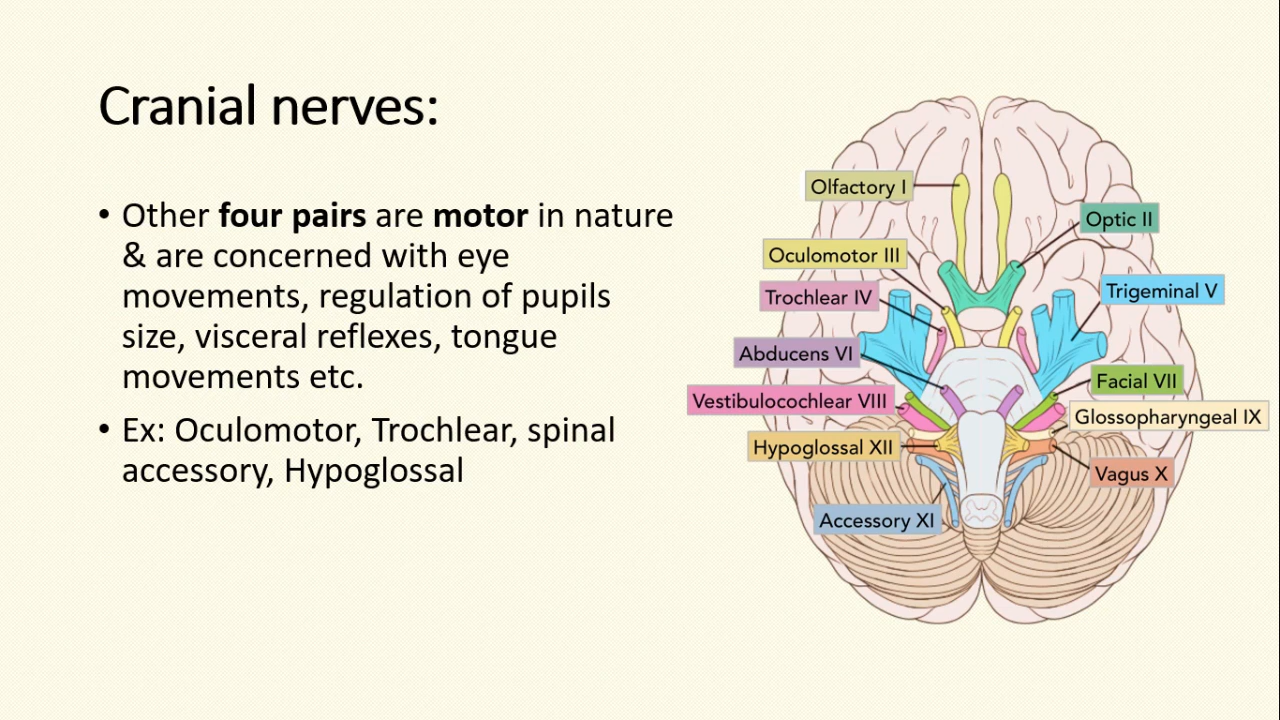 Cranial nerves:
• Other four pairs are motor in nature
& are concerned with eye
movements, regulation of pupils
size, visceral reflexes, tongue
movements etc.
• Ex: Oculomotor, Trochlear, spinal
accessory, Hypoglossal
Olfactory I
Optic II
Oculomotor III
Trochlear IV
Trigeminal V
Abducens VI
Facial VII
Vestibulocochlear VIII
Glossopharyngeal IX
Hypoglossal XII
Vagus X
Accessory XI